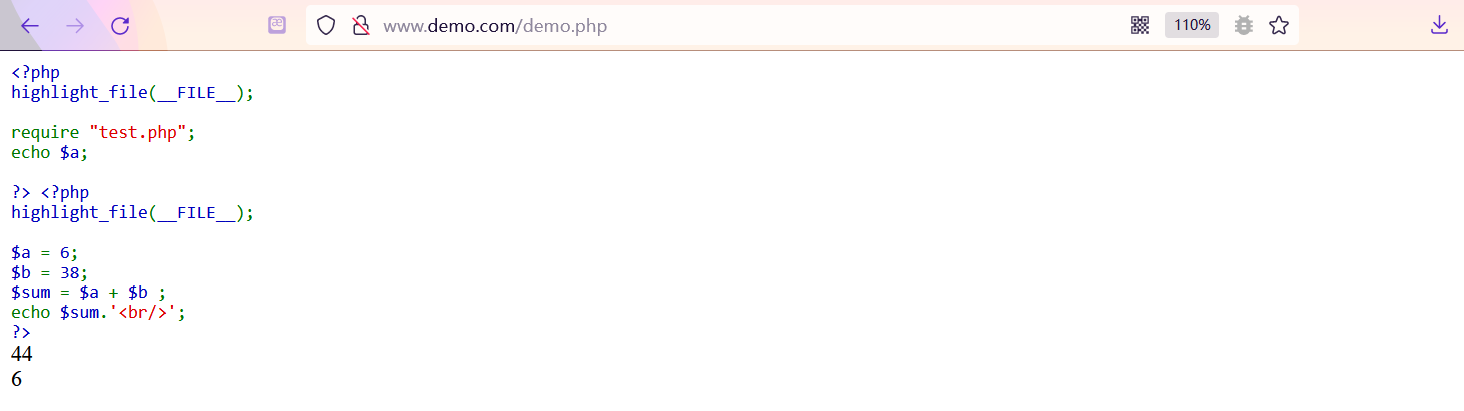 www.demo.com/demo.php
110%
<?php
highlight_file(__FILE__);
require "test.php";
echo $a;
?> <?php
highlight_file(__FILE__);
$a = 6;
$b = 38;
$sum = $a + $b ;
echo $sum.'<br/>';
?>
44
6